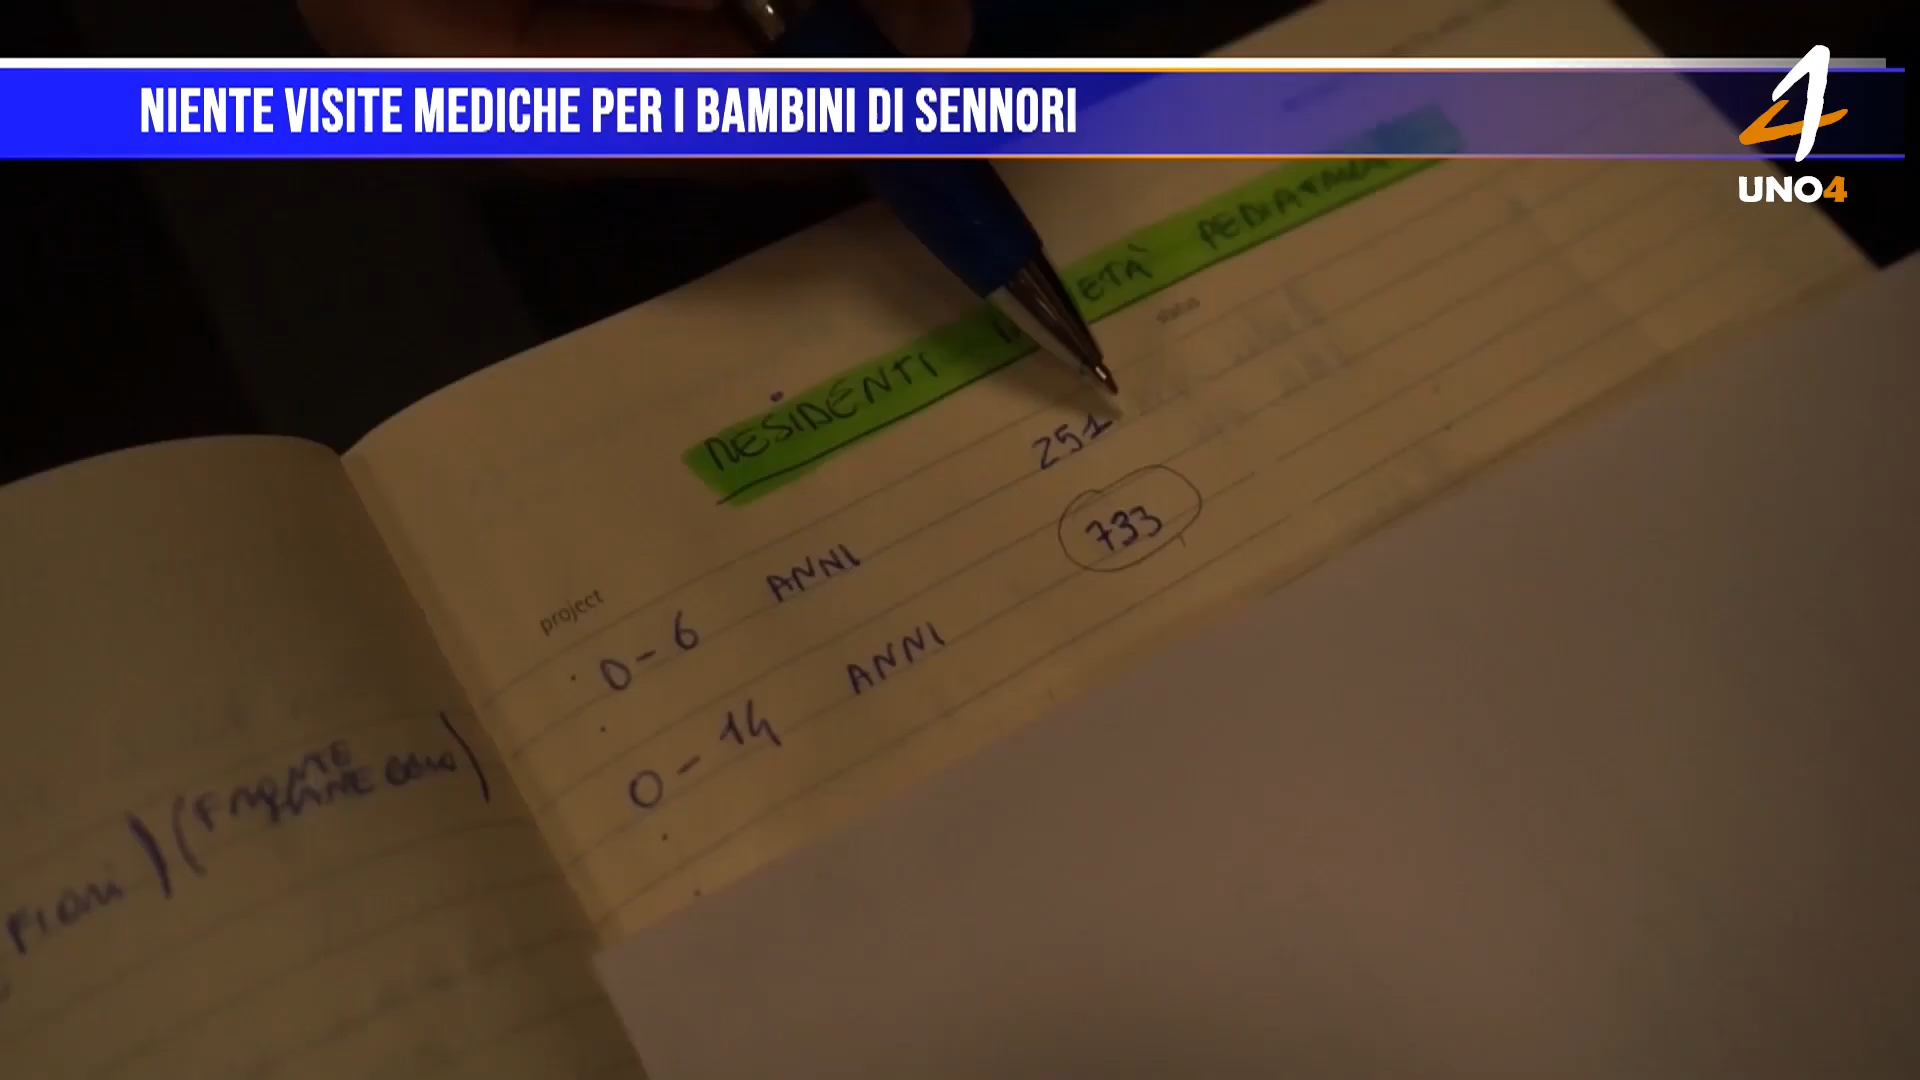 NIENTE VISITE MEDICHE PER I BAMBINI DI SENNORI
UNO4
RESIDENTI ETÀ
status
project
0-6 ANNI 251
0-14 ANNI 733